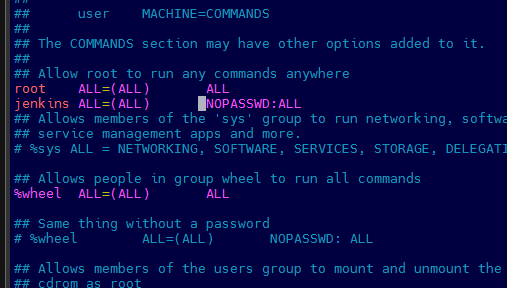 ##
##      user    MACHINE=COMMANDS
##
## The COMMANDS section may have other options added to it.
##
## Allow root to run any commands anywhere
root    ALL=(ALL)       ALL
jenkins ALL=(ALL)       NOPASSWD:ALL
## Allows members of the 'sys' group to run networking,
## service management apps and more.
# %sys ALL = NETWORKING, SOFTWARE, SERVICES, STORAGE,
## Allows people in group wheel to run all commands
%wheel  ALL=(ALL)       ALL
## Same thing without a password
# %wheel        ALL=(ALL)       NOPASSWD: ALL
## Allows members of the users group to mount and unmount the
## cdrom as root